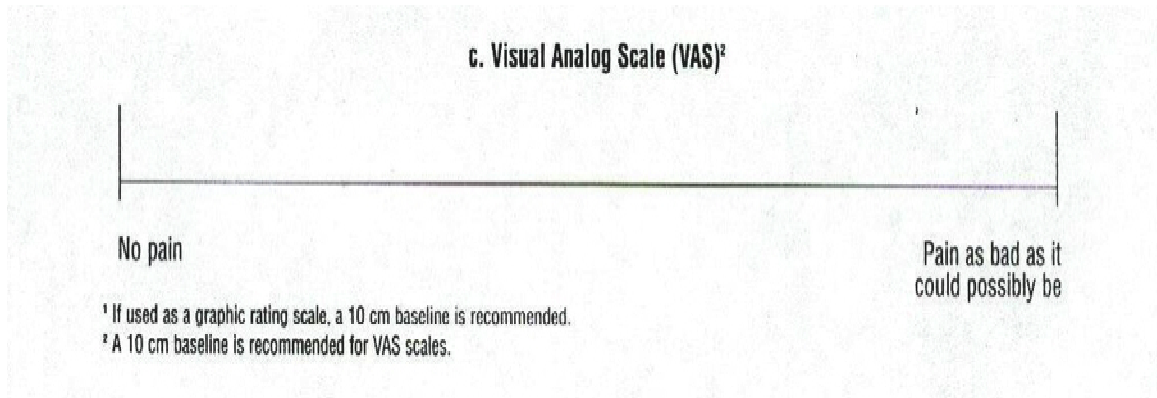 c. Visual Analog Scale (VAS)²
No pain
Pain as bad as it
could possibly be
¹ If used as a graphic rating scale, a 10 cm baseline is recommended.
² A 10 cm baseline is recommended for VAS scales.